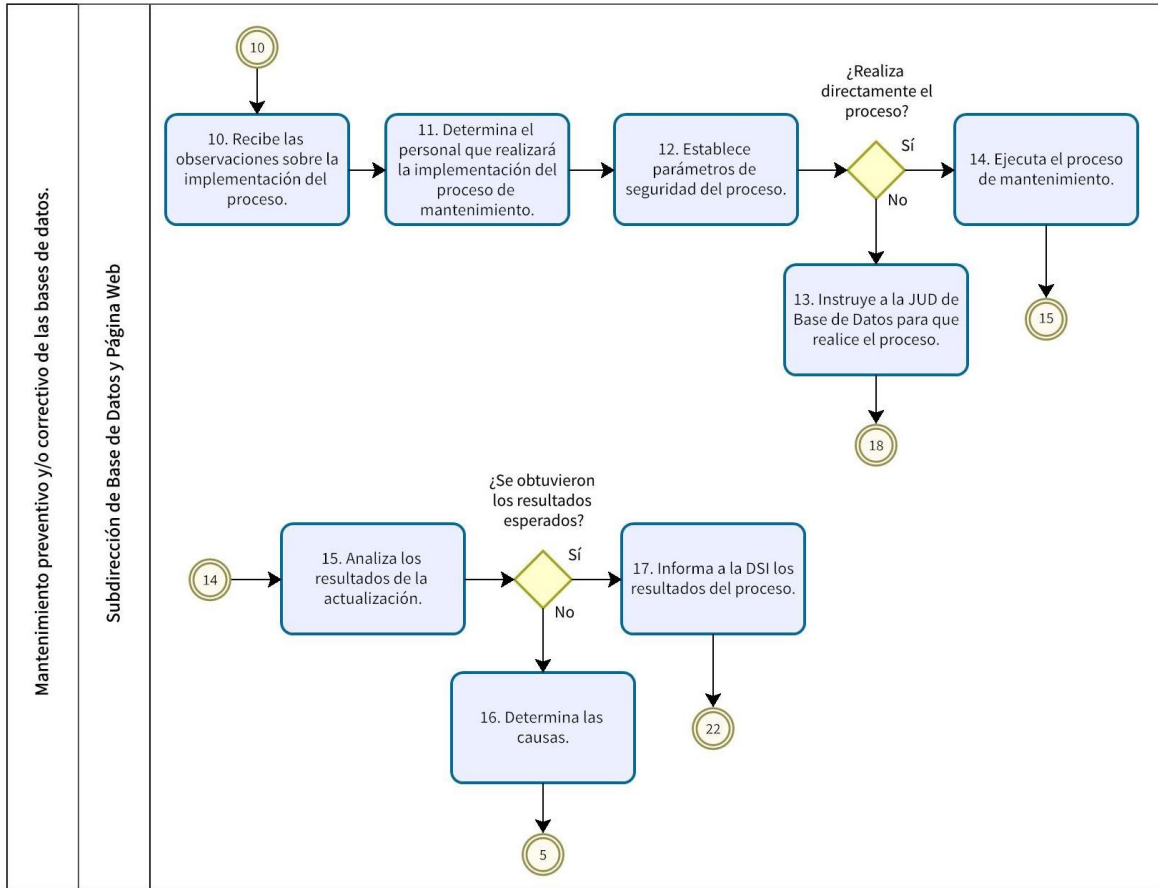 Mantenimiento preventivo y/o correctivo de las bases de datos.
Subdirección de Base de Datos y Página Web
10
10. Recibe las
observaciones sobre la
implementación del
proceso.
11. Determina el
personal que realizará
la implementación del
proceso de
mantenimiento.
12. Establece
parámetros de
seguridad del proceso.
¿Realiza
directamente el
proceso?
Sí
No
14. Ejecuta el proceso
de mantenimiento.
15
13. Instruye a la JUD de
Base de Datos para que
realice el proceso.
18
14
15. Analiza los
resultados de la
actualización.
¿Se obtuvieron
los resultados
esperados?
Sí
No
17. Informa a la DSI los
resultados del proceso.
22
16. Determina las
causas.
5